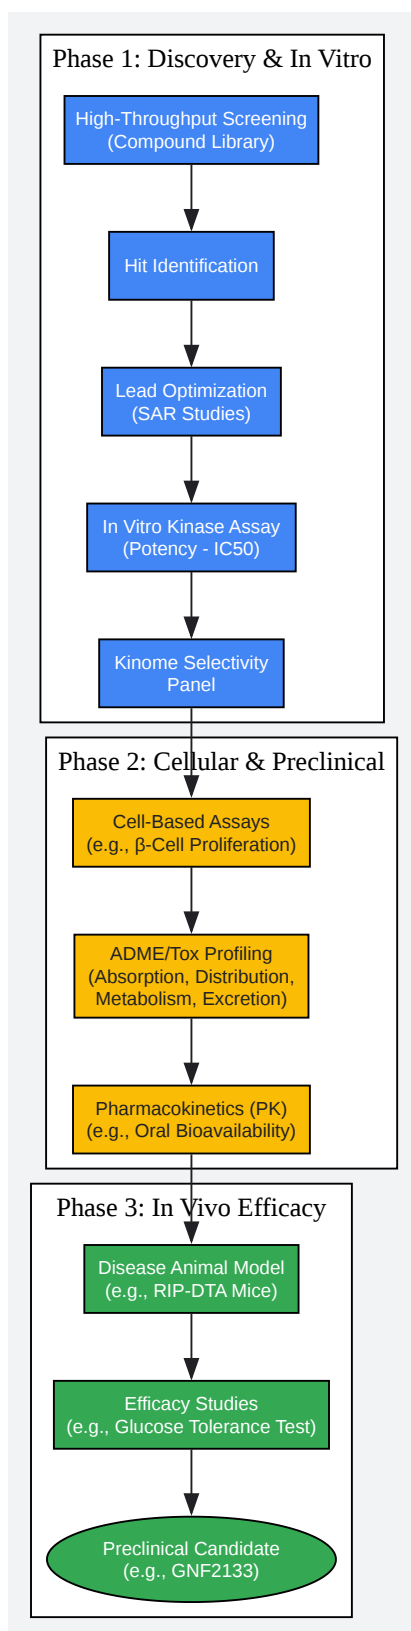 Phase 1: Discovery & In Vitro
High-Throughput Screening
(Compound Library)
Hit Identification
Lead Optimization
(SAR Studies)
In Vitro Kinase Assay
(Potency - IC50)
Kinome Selectivity
Panel
Phase 2: Cellular & Preclinical
Cell-Based Assays
(e.g., β-Cell Proliferation)
ADME/Tox Profiling
(Absorption, Distribution,
Metabolism, Excretion)
Pharmacokinetics (PK)
(e.g., Oral Bioavailability)
Phase 3: In Vivo Efficacy
Disease Animal Model
(e.g., RIP-DTA Mice)
Efficacy Studies
(e.g., Glucose Tolerance Test)
Preclinical Candidate
(e.g., GNF2133)